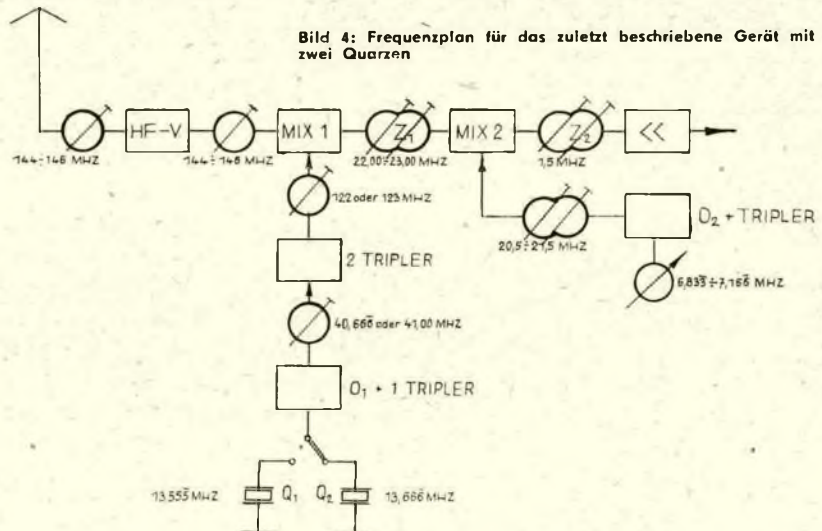 Bild 4: Frequenzplan für das zuletzt beschriebene Gerät mit
zwei Quarzen
HF-V
MIX 1
Z1
MIX 2
Z2
<<
144÷146 MHZ
144÷146 MHZ
22,00÷23,00 MHZ
1,5 MHZ
122 oder 123 MHZ
20,5÷21,5 MHZ
O2 + TRIPLER
2 TRIPLER
6,833÷7,166 MHZ
40,666 oder 41,00 MHZ
O1 + 1 TRIPLER
13,555 MHZ
Q1
Q2
13,666 MHZ